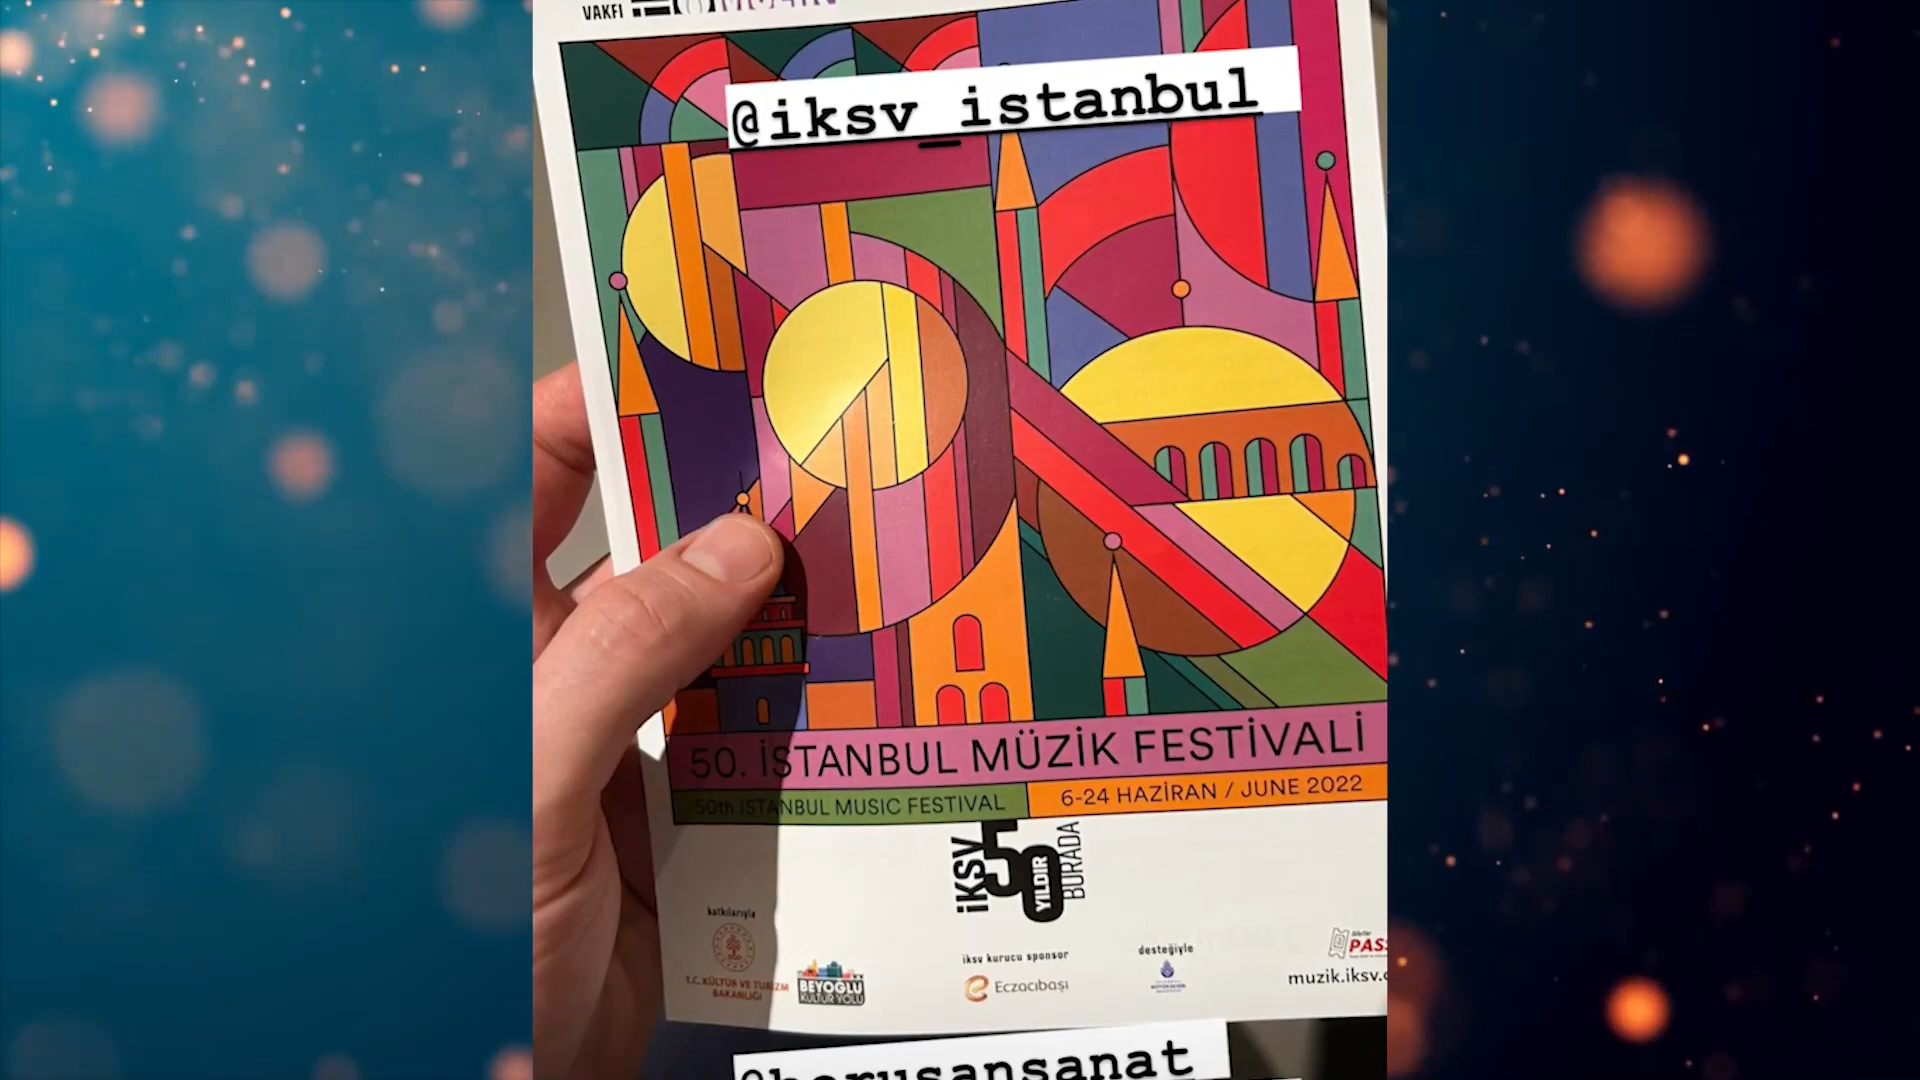 VAKFI
@iksv_istanbul
50. İSTANBUL MÜZİK FESTİVALİ
50th ISTANBUL MUSIC FESTIVAL
6-24 HAZİRAN / JUNE 2022
İKSV 50 YILDIR BURADA
katkılarıyla
T.C. KÜLTÜR VE TURİZM
BAKANLIĞI
BEYOĞLU
KÜLTÜR YOLU
iksv kurucu sponsor
Eczacıbaşı
desteğiyle
PASS
muzik.iksv.
@borusansanat